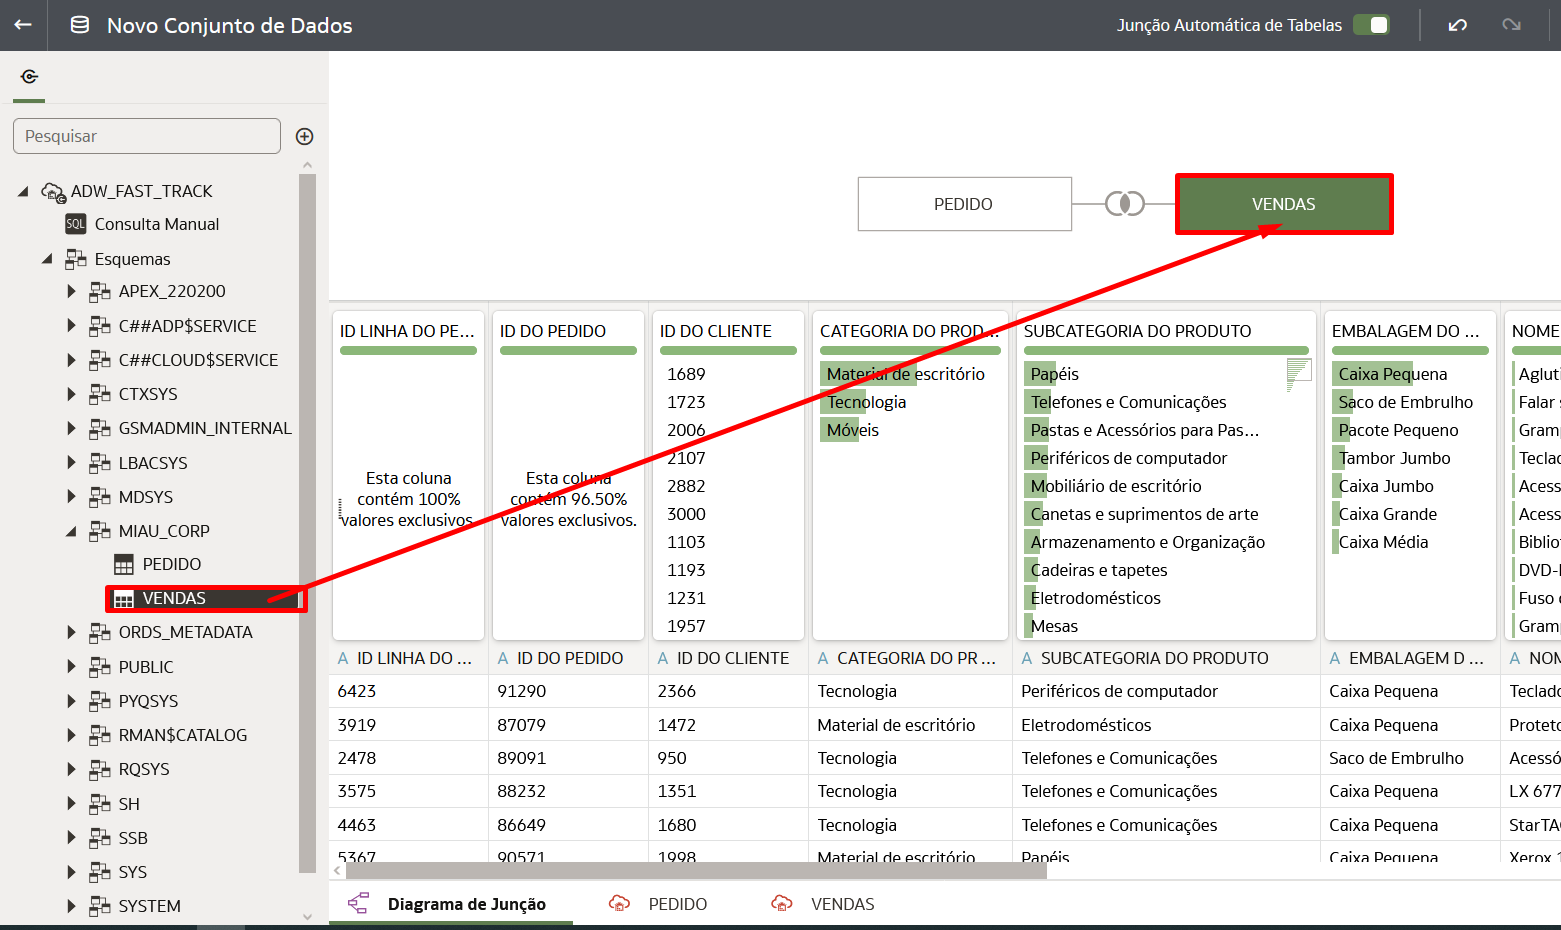 Novo Conjunto de Dados
Junção Automática de Tabelas
Pesquisar
ADW_FAST_TRACK
SQL Consulta Manual
Esquemas
APEX_220200
C##ADP$SERVICE
C##CLOUD$SERVICE
CTXSYS
GSMADMIN_INTERNAL
LBACSYS
MDSYS
MIAU_CORP
PEDIDO
VENDAS
ORDS_METADATA
PUBLIC
PYQSYS
RMAN$CATALOG
RQSYS
SH
SSB
SYS
SYSTEM
PEDIDO
VENDAS
ID LINHA DO PE...
Esta coluna
contém 100%
valores exclusivos.
ID DO PEDIDO
Esta coluna
contém 96.50%
valores exclusivos.
ID DO CLIENTE
1689
1723
2006
2107
2882
3000
1103
1193
1231
1957
CATEGORIA DO PROD...
Material de escritório
Tecnologia
Móveis
SUBCATEGORIA DO PRODUTO
Papéis
Telefones e Comunicações
Pastas e Acessórios para Pas...
Periféricos de computador
Mobiliário de escritório
Canetas e suprimentos de arte
Armazenamento e Organização
Cadeiras e tapetes
Eletrodomésticos
Mesas
EMBALAGEM DO ...
Caixa Pequena
Saco de Embrulho
Pacote Pequeno
Tambor Jumbo
Caixa Jumbo
Caixa Grande
Caixa Média
NOME
Agluti
Falar s
Gramp
Teclad
Acess
Acess
Bibliot
DVD-
Fuso
Gramp
A ID LINHA DO ... A ID DO PEDIDO A ID DO CLIENTE A CATEGORIA DO PR ... A SUBCATEGORIA DO PRODUTO A EMBALAGEM D ... A NOM
6423 91290 2366 Tecnologia Periféricos de computador Caixa Pequena Teclado
3919 87079 1472 Material de escritório Eletrodomésticos Caixa Pequena Proteto
2478 89091 950 Tecnologia Telefones e Comunicações Saco de Embrulho Acessó
3575 88232 1351 Tecnologia Telefones e Comunicações Caixa Pequena LX 677
4463 86649 1680 Tecnologia Telefones e Comunicações Caixa Pequena StarTA
5367 90571 1998 Material de escritório Papéis Caixa Pequena Xerox 1
Diagrama de Junção PEDIDO VENDAS